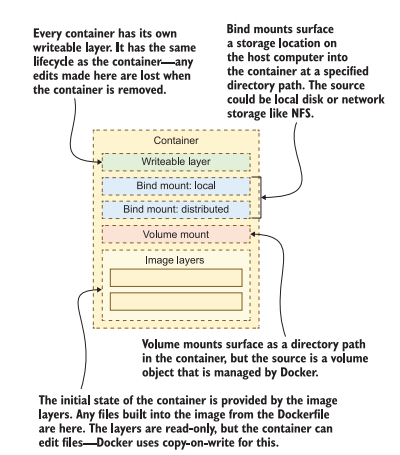 Every container has its own
writeable layer. It has the same
lifecycle as the container—any
edits made here are lost when
the container is removed.
Bind mounts surface
a storage location on
the host computer into
the container at a specified
directory path. The source
could be local disk or network
storage like NFS.
Container
Writeable layer
Bind mount: local
Bind mount: distributed
Volume mount
Image layers
Volume mounts surface as a directory path
in the container, but the source is a volume
object that is managed by Docker.
The initial state of the container is provided by the image
layers. Any files built into the image from the Dockerfile
are here. The layers are read-only, but the container can
edit files—Docker uses copy-on-write for this.